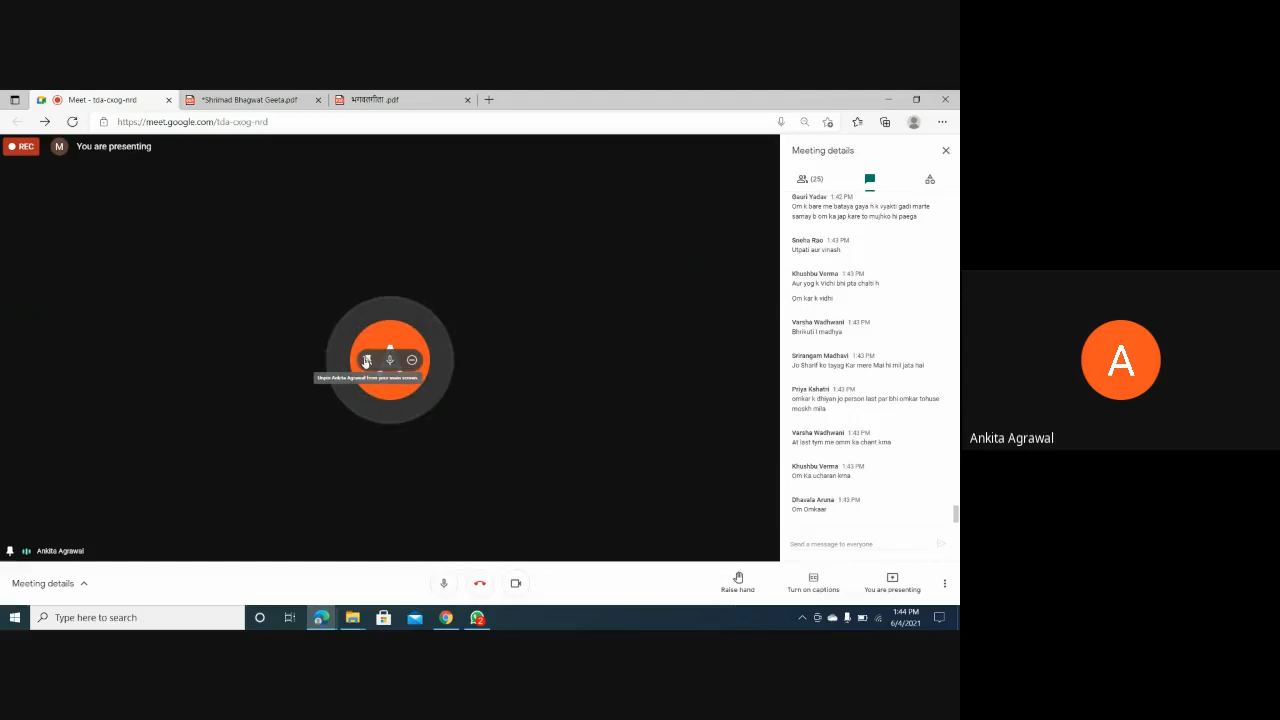 Meet - tda-cxog-nrd
*Shrimad Bhagwat Geeta.pdf
भगवतगीता .pdf
https://meet.google.com/tda-cxog-nrd
REC
M
You are presenting
Meeting details
(25)
Gauri Yadav 1:42 PM
Om k bare me bataya gaya h k vyakti gadi marte
samay b om ka jap kare to mujhko hi paega
Sneha Rao 1:43 PM
Utpati aur vinash
Khushbu Verma 1:43 PM
Aur yog k Vidhi bhi pta chalti h
Om kar k vidhi
Varsha Wadhwani 1:43 PM
Bhrikuti l madhya
Srirangam Madhavi 1:43 PM
Jo Sharif ko tayag Kar mere Mai hi mil jata hai
Priya Kshatri 1:43 PM
omkar k dhiyan jo person last par bhi omkar tohuse
moskh mila
Varsha Wadhwani 1:43 PM
At last tym me omm ka chant krna
Khushbu Verma 1:43 PM
Om Ka ucharan krna
Dhavala Aruna 1:43 PM
Om Omkaar
Send a message to everyone
Unpin Ankita Agrawal from your main screen.
Ankita Agrawal
A
Ankita Agrawal
Meeting details
Raise hand
Turn on captions
You are presenting
Type here to search
2
1:44 PM
6/4/2021